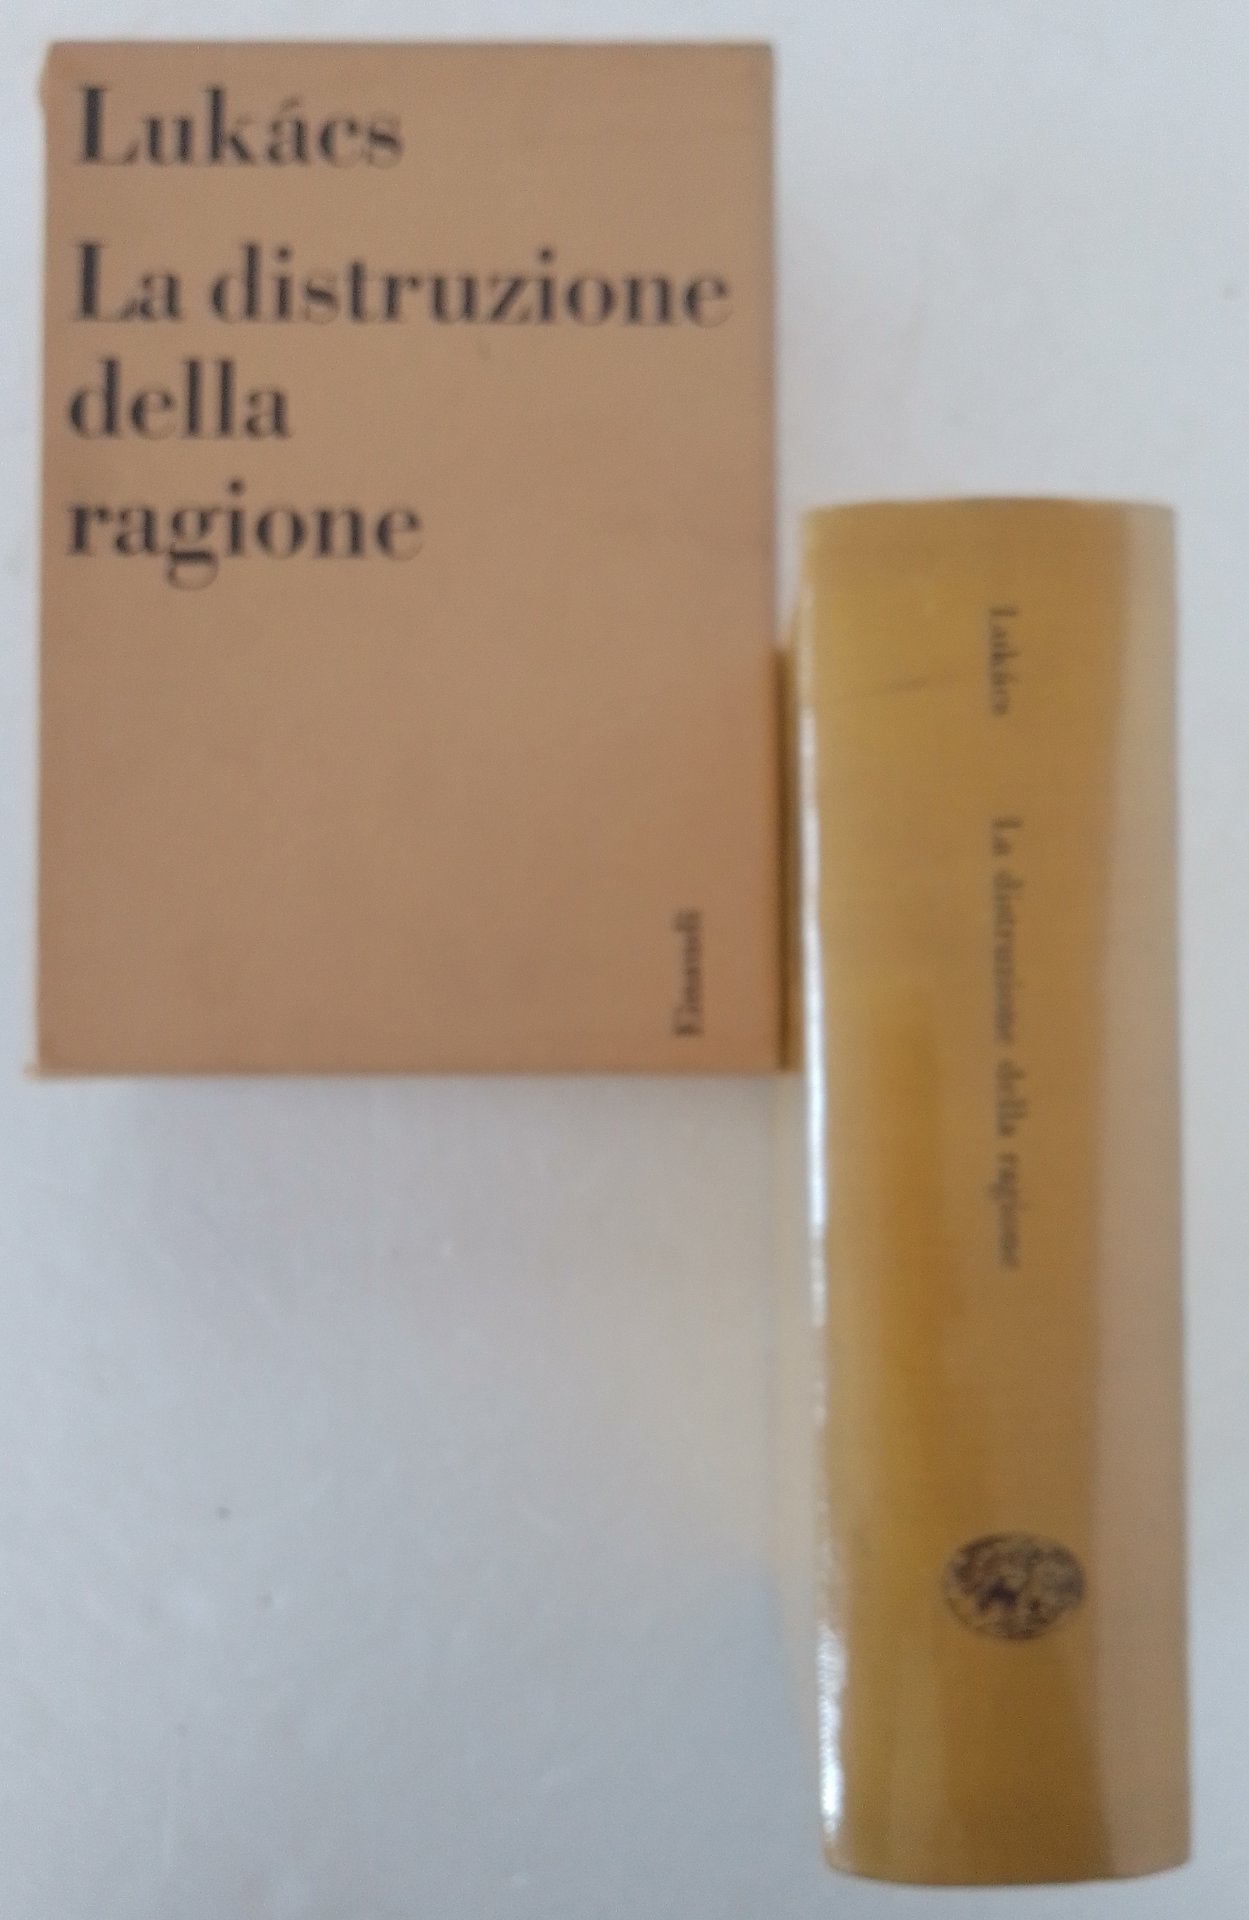 Lukács
La distruzione
della
ragione
Einaudi
Lukács La distruzione della ragione